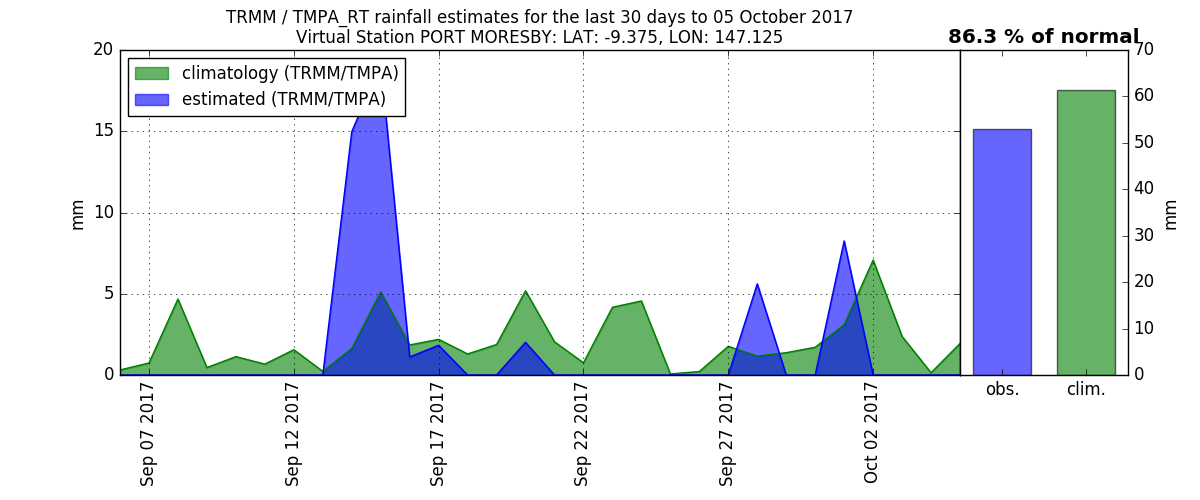 TRMM / TMPA_RT rainfall estimates for the last 30 days to 05 October 2017
Virtual Station PORT MORESBY: LAT: -9.375, LON: 147.125
86.3 % of normal
climatology (TRMM/TMPA)
estimated (TRMM/TMPA)
20
15
10
5
0
mm
Sep 07 2017
Sep 12 2017
Sep 17 2017
Sep 22 2017
Sep 27 2017
Oct 02 2017
obs.
clim.
70
60
50
40
30
20
10
0
mm